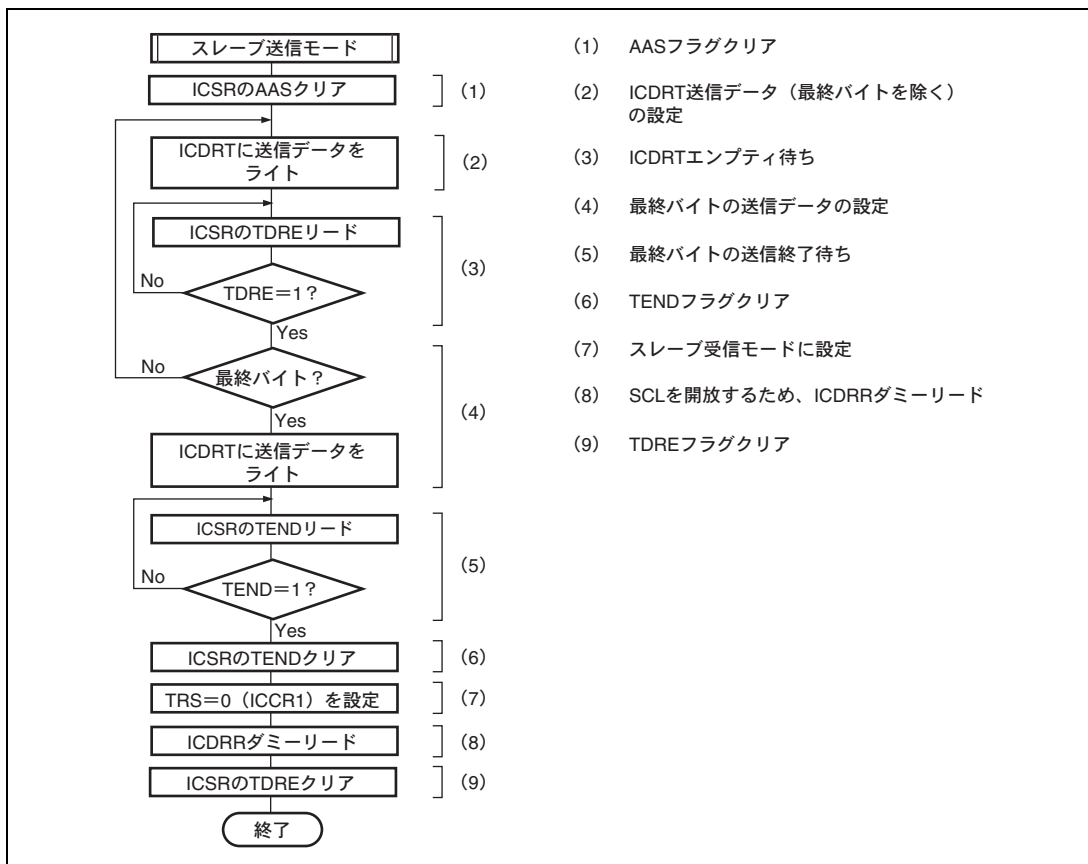 スレーブ送信モード
ICSRのAASクリア
(1)
ICDRTに送信データを
ライト
(2)
ICSRのTDREリード
No
TDRE=1?
(3)
Yes
No
最終バイト?
(4)
Yes
ICDRTに送信データを
ライト
ICSRのTENDリード
No
TEND=1?
(5)
Yes
ICSRのTENDクリア
(6)
TRS=0(ICCR1)を設定
(7)
ICDRRダミーリード
(8)
ICSRのTDREクリア
(9)
終了
(1) AASフラグクリア
(2) ICDRT送信データ(最終バイトを除く)
の設定
(3) ICDRTエンプティ待ち
(4) 最終バイトの送信データの設定
(5) 最終バイトの送信終了待ち
(6) TENDフラグクリア
(7) スレーブ受信モードに設定
(8) SCLを開放するため、ICDRRダミーリード
(9) TDREフラグクリア